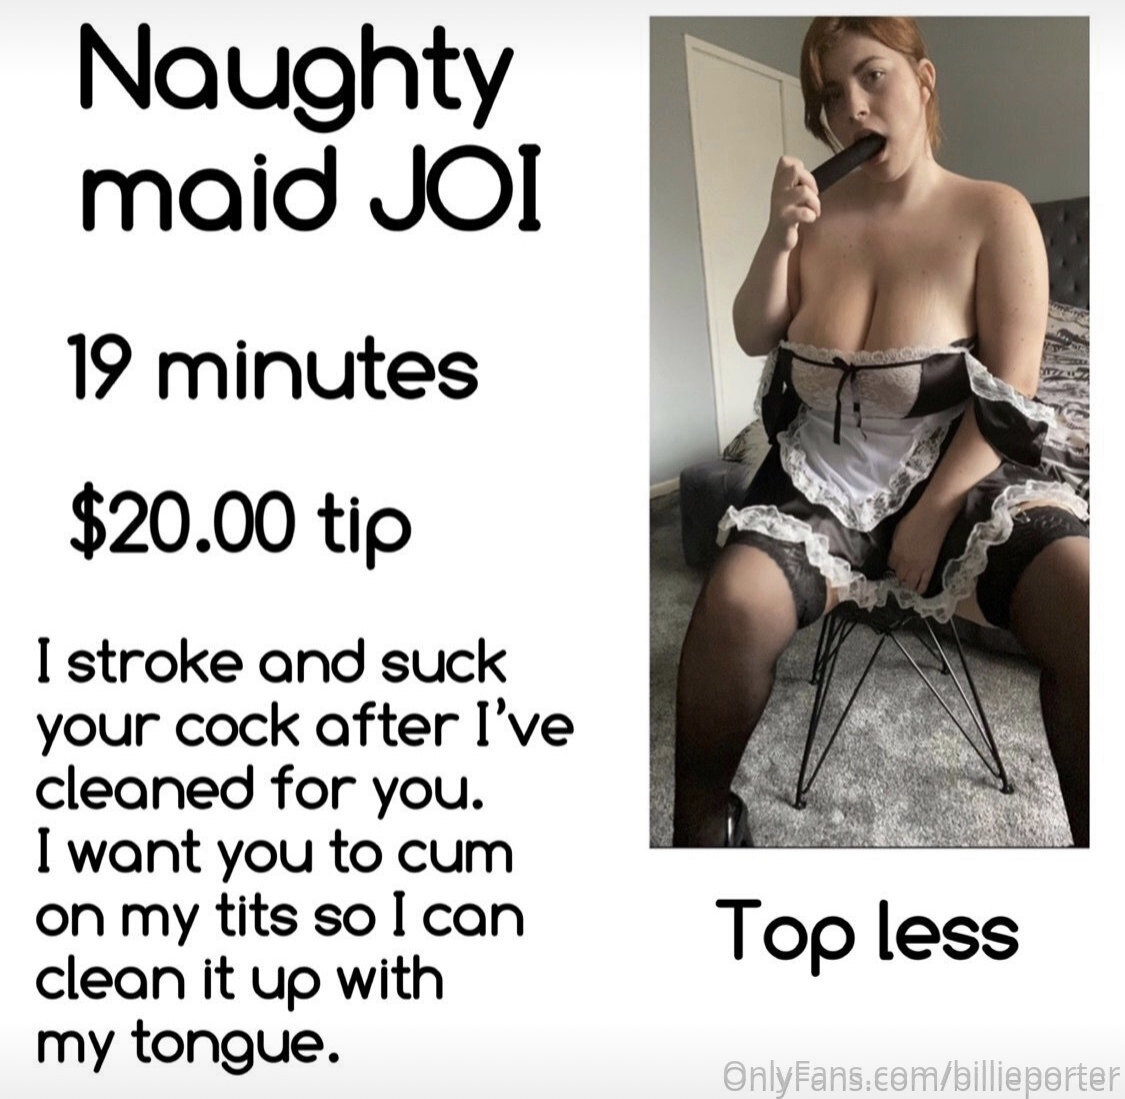 Naughty
maid JOI
19 minutes
$20.00 tip
I stroke and suck
your cock after I've
cleaned for you.
I want you to cum
on my tits so I can
clean it up with
my tongue.
Top less
OnlyFans.com/billieporter